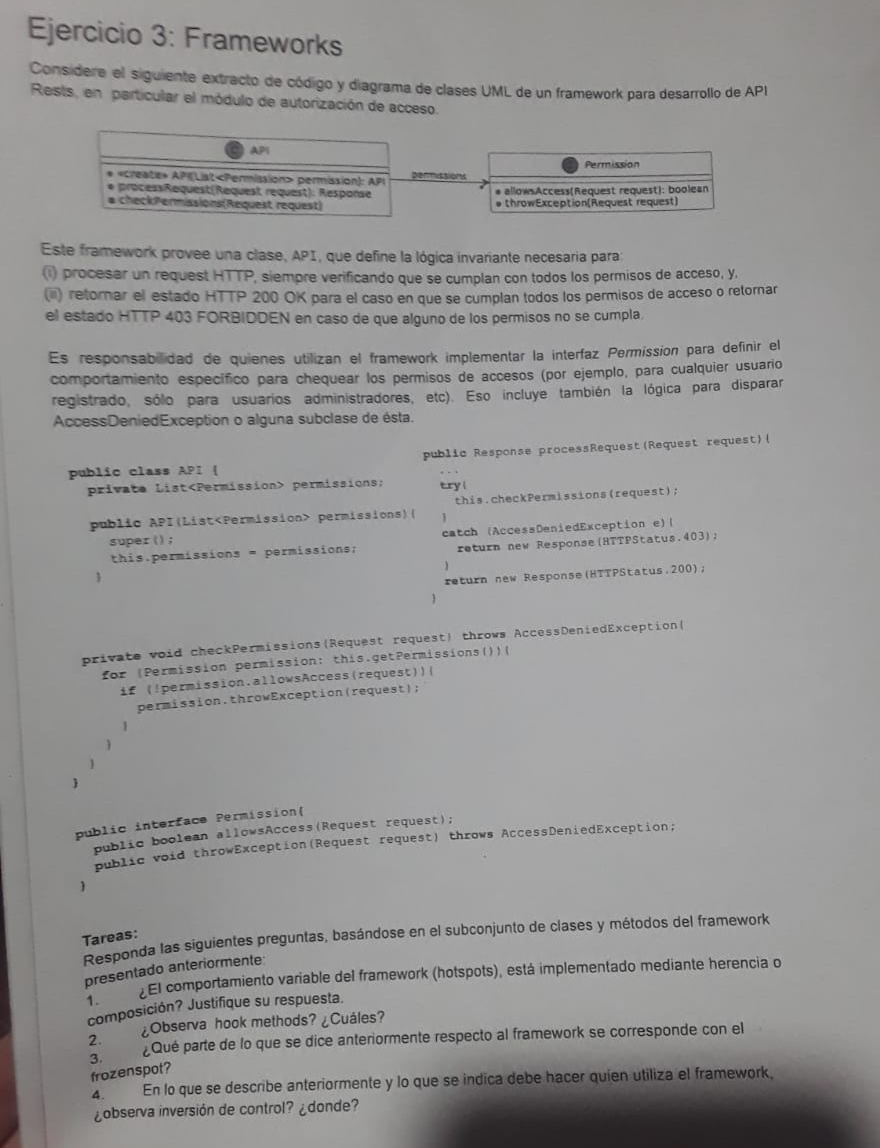 Ejercicio 3: Frameworks
Considere el siguiente extracto de código y diagrama de clases UML de un framework para desarrollo de API
Rests, en particular el módulo de autorización de acceso.
API
«create» API(List<Permission> permission): API
processRequest(Request request): Response
checkPermissions(Request request)
permissions
Permission
allowsAccess(Request request): boolean
throwException(Request request)
Este framework provee una clase, API, que define la lógica invariante necesaria para:
(i) procesar un request HTTP, siempre verificando que se cumplan con todos los permisos de acceso, y,
(ii) retornar el estado HTTP 200 OK para el caso en que se cumplan todos los permisos de acceso o retornar
el estado HTTP 403 FORBIDDEN en caso de que alguno de los permisos no se cumpla.
Es responsabilidad de quienes utilizan el framework implementar la interfaz Permission para definir el
comportamiento específico para chequear los permisos de accesos (por ejemplo, para cualquier usuario
registrado, sólo para usuarios administradores, etc). Eso incluye también la lógica para disparar
AccessDeniedException o alguna subclase de ésta.
public class API {
private List<Permission> permissions;
public API(List<Permission> permissions){
super();
this.permissions = permissions;
}
public Response processRequest(Request request){
...
try{
this.checkPermissions(request);
}
catch (AccessDeniedException e){
return new Response(HTTPStatus.403);
}
return new Response(HTTPStatus.200);
}
private void checkPermissions(Request request) throws AccessDeniedException{
for (Permission permission: this.getPermissions()){
if (!permission.allowsAccess(request)){
permission.throwException(request);
}
}
}
}
public interface Permission{
public boolean allowsAccess(Request request);
public void throwException(Request request) throws AccessDeniedException;
}
Tareas:
Responda las siguientes preguntas, basándose en el subconjunto de clases y métodos del framework
presentado anteriormente:
1. ¿El comportamiento variable del framework (hotspots), está implementado mediante herencia o
composición? Justifique su respuesta.
2. ¿Observa hook methods? ¿Cuáles?
3. ¿Qué parte de lo que se dice anteriormente respecto al framework se corresponde con el
frozenspot?
4. En lo que se describe anteriormente y lo que se indica debe hacer quien utiliza el framework,
¿observa inversión de control? ¿donde?